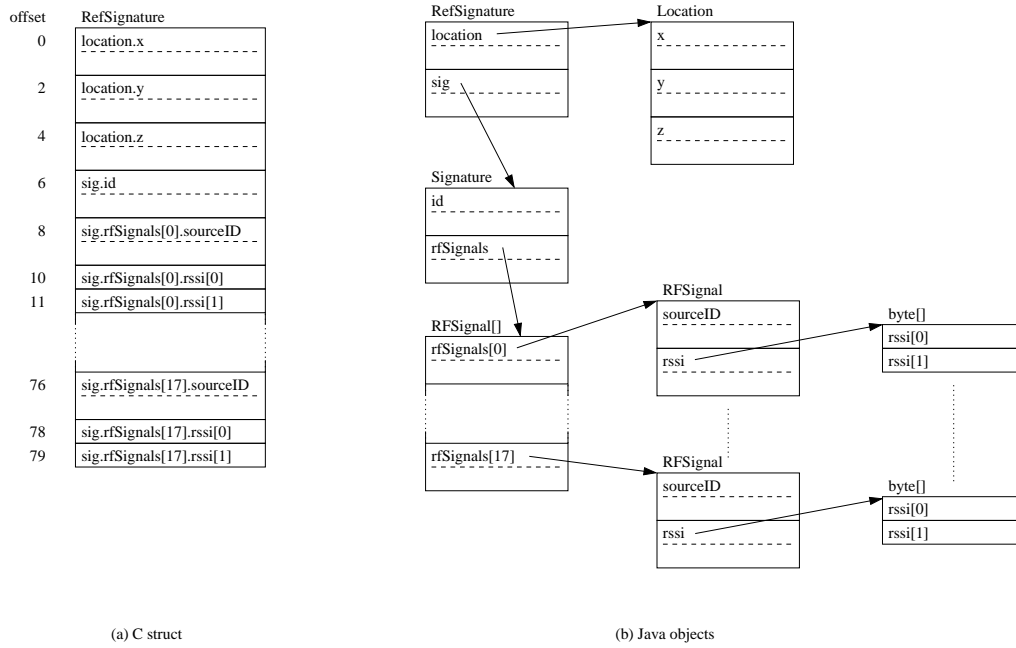 offset RefSignature
0 location.x
2 location.y
4 location.z
6 sig.id
8 sig.rfSignals[0].sourceID
10 sig.rfSignals[0].rssi[0]
11 sig.rfSignals[0].rssi[1]
76 sig.rfSignals[17].sourceID
78 sig.rfSignals[17].rssi[0]
79 sig.rfSignals[17].rssi[1]
(a) C struct
RefSignature
location
sig
Location
x
y
z
Signature
id
rfSignals
RFSignal[]
rfSignals[0]
rfSignals[17]
RFSignal
sourceID
rssi
byte[]
rssi[0]
rssi[1]
RFSignal
sourceID
rssi
byte[]
rssi[0]
rssi[1]
(b) Java objects